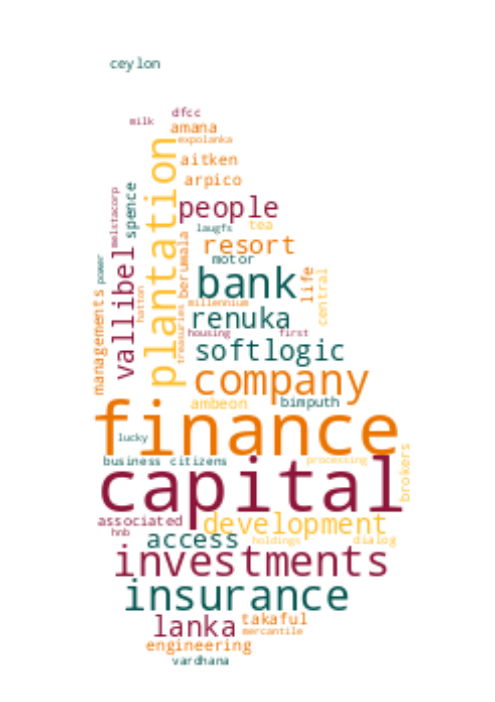 ceylon
dfcc
milk
amana
expolanka
plantation
aitken
arpico
spence
melstacorp
people
laugfs
tea
berumala
resort
vallibel
motor
power
bank
life
central
managements
hatton
millennium
renuka
treasuries
housing
first
softlogic
company
ambeon
bimputh
finance
lucky
business
citizens
processing
brokers
capital
associated
development
hnb
access
holdings
dialog
investments
insurance
lanka
takaful
mercantile
engineering
vardhana